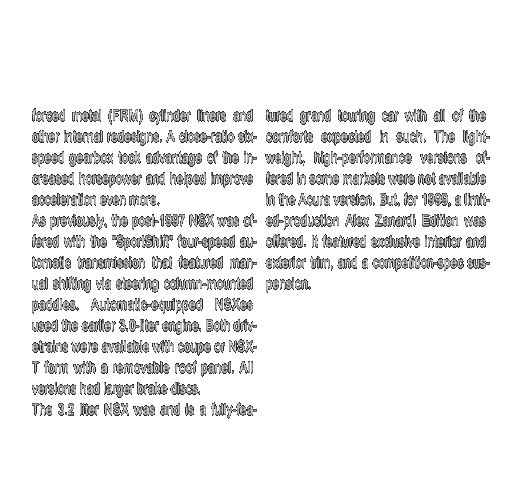 forced metal (FRM) cylinder liners and
other internal redesigns. A close-ratio six-
speed gearbox took advantage of the in-
creased horsepower and helped improve
acceleration even more.
As previously, the post-1997 NSX was of-
fered with the "SportShift" four-speed au-
tomatic transmission that featured man-
ual shifting via steering column-mounted
paddles. Automatic-equipped NSXes
used the earlier 3.0-liter engine. Both driv-
etrains were available with coupe or NSX-
T form with a removable roof panel. All
versions had larger brake discs.
The 3.2 liter NSX was and is a fully-fea-
tured grand touring car with all of the
comforts expected in such. The light-
weight, high-performance versions of-
fered in some markets were not available
in the Acura version. But, for 1999, a limit-
ed-production Alex Zanardi Edition was
offered. It featured exclusive interior and
exterior trim, and a competition-spec sus-
pension.